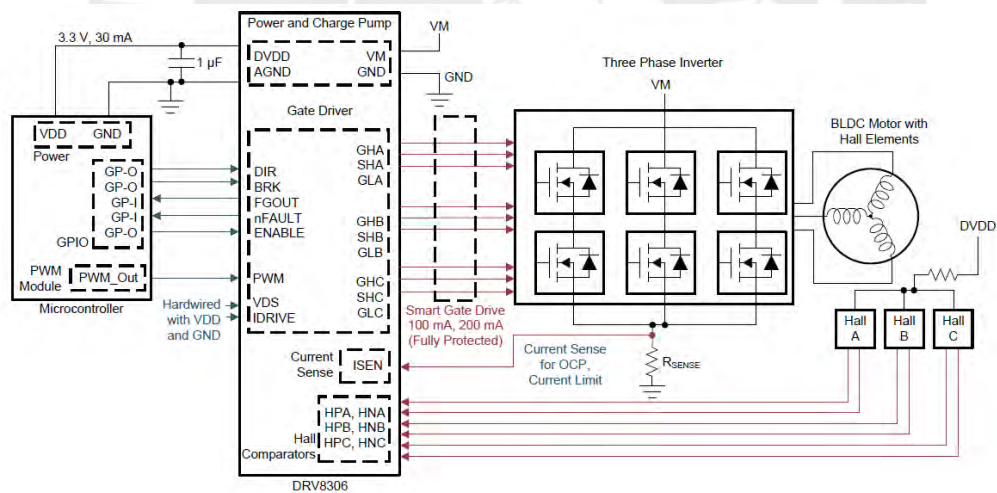 Power and Charge Pump
3.3 V, 30 mA
VM
DVDD
VM
1 µF
AGND
GND
GND
Three Phase Inverter
VM
Gate Driver
BLDC Motor with
Hall Elements
VDD
GND
Power
GHA
SHA
GLA
GP-O
DIR
GP-O
BRK
GP-I
FGOUT
GP-I
nFAULT
GP-O
ENABLE
GPIO
GHB
SHB
GLB
DVDD
PWM
Module
PWM_Out
PWM
Microcontroller
GHC
SHC
GLC
Hardwired
with VDD
and GND
VDS
IDRIVE
Smart Gate Drive
100 mA, 200 mA
(Fully Protected)
Hall
A
Hall
B
Hall
C
Current
Sense
ISEN
Current Sense
for OCP,
Current Limit
RSENSE
HPA, HNA
HPB, HNB
HPC, HNC
Hall
Comparators
DRV8306